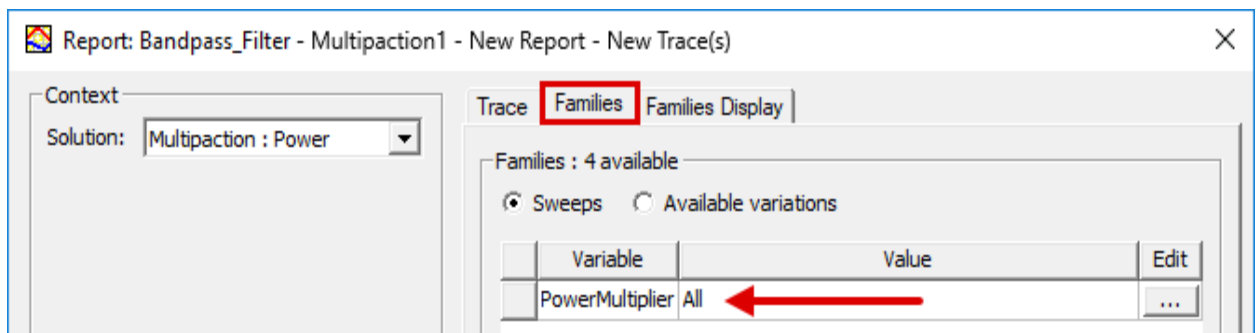 Report: Bandpass_Filter - Multipaction1 - New Report - New Trace(s)
Context
Solution: Multipaction : Power
Trace Families Families Display
Families : 4 available
Sweeps Available variations
Variable Value Edit
PowerMultiplier All ...